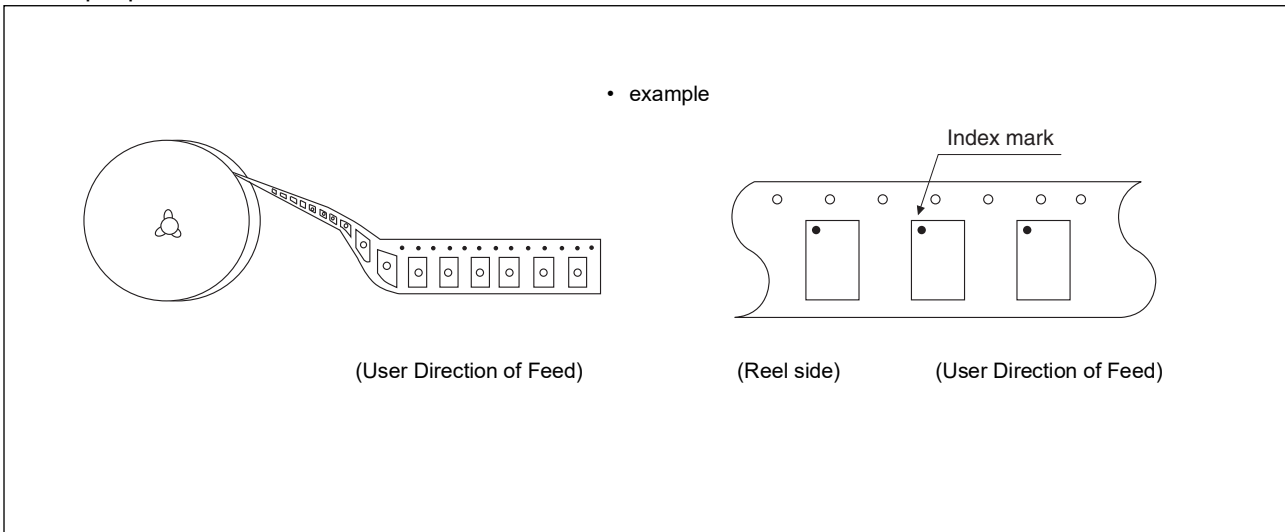 • example
Index mark
(User Direction of Feed)
(Reel side)
(User Direction of Feed)